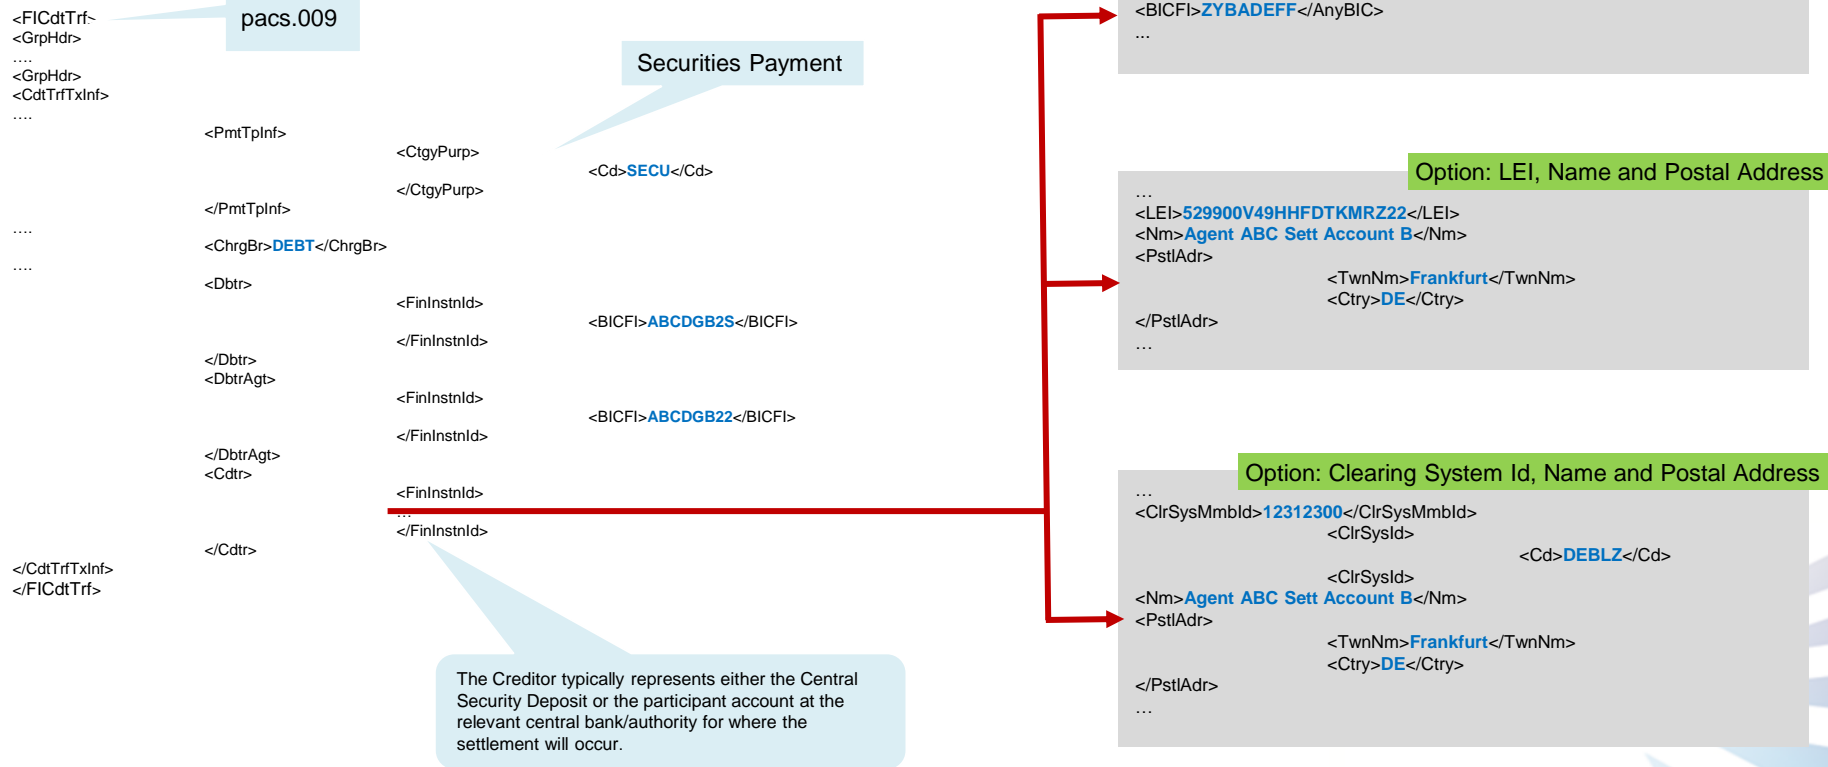 <FICdtTrf>
pacs.009
<GrpHdr>
….
<GrpHdr>
<CdtTrfTxInf>
….
Securities Payment
<PmtTpInf>
<CtgyPurp>
<Cd>SECU</Cd>
</CtgyPurp>
</PmtTpInf>
….
<ChrgBr>DEBT</ChrgBr>
….
<Dbtr>
<FinInstnId>
<BICFI>ABCDGB2S</BICFI>
</FinInstnId>
</Dbtr>
<DbtrAgt>
<FinInstnId>
<BICFI>ABCDGB22</BICFI>
</FinInstnId>
</DbtrAgt>
<Cdtr>
<FinInstnId>
…
</FinInstnId>
</Cdtr>
</CdtTrfTxInf>
</FICdtTrf>
The Creditor typically represents either the Central
Security Deposit or the participant account at the
relevant central bank/authority for where the
settlement will occur.
<BICFI>ZYBADEFF</AnyBIC>
...
Option: LEI, Name and Postal Address
…
<LEI>529900V49HHFDTKMRZ22</LEI>
<Nm>Agent ABC Sett Account B</Nm>
<PstlAdr>
<TwnNm>Frankfurt</TwnNm>
<Ctry>DE</Ctry>
</PstlAdr>
…
Option: Clearing System Id, Name and Postal Address
…
<ClrSysMmbId>12312300</ClrSysMmbId>
<ClrSysId>
<Cd>DEBLZ</Cd>
<ClrSysId>
<Nm>Agent ABC Sett Account B</Nm>
<PstlAdr>
<TwnNm>Frankfurt</TwnNm>
<Ctry>DE</Ctry>
</PstlAdr>
…